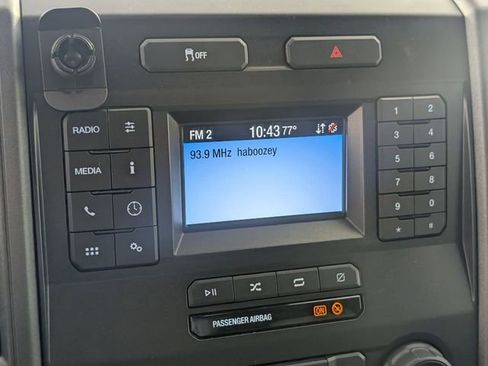 OFF
FM 2 10:43 77°
93.9 MHz haboozey
RADIO
MEDIA
i
1 2
3 4
5 6
7 8
9 0
* #
PASSENGER AIRBAG ON